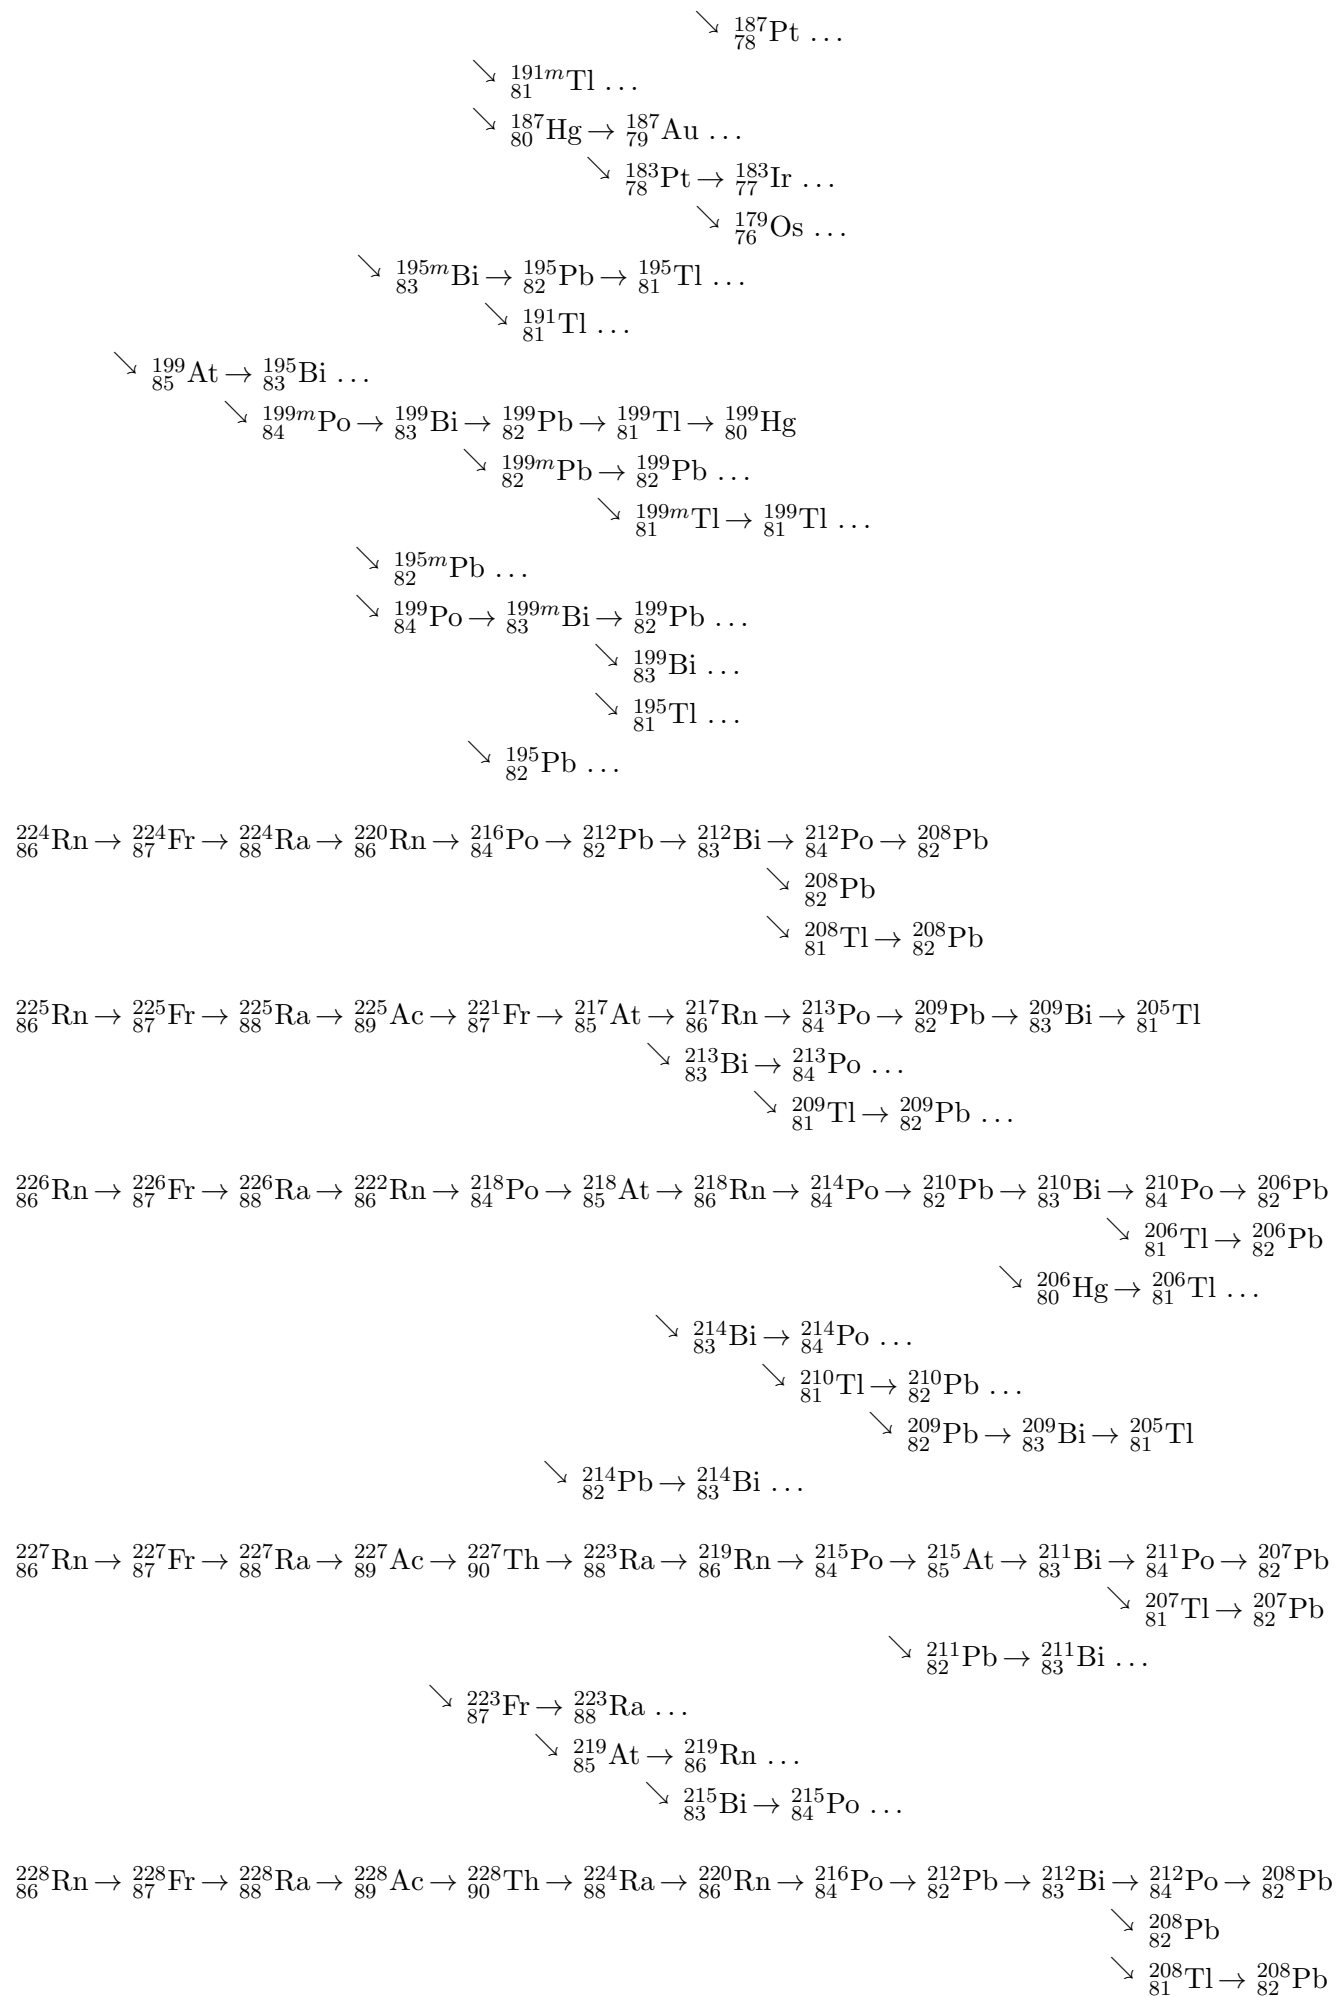 ↘ ¹⁸⁷₇₈Pt …
↘ ¹⁹¹ᵐ₈₁Tl …
↘ ¹⁸⁷₈₀Hg → ¹⁸⁷₇₉Au …
↘ ¹⁸³₇₈Pt → ¹⁸³₇₇Ir …
↘ ¹⁷⁹₇₆Os …
↘ ¹⁹⁵ᵐ₈₃Bi → ¹⁹⁵₈₂Pb → ¹⁹⁵₈₁Tl …
↘ ¹⁹¹₈₁Tl …
↘ ¹⁹⁹₈₅At → ¹⁹⁵₈₃Bi …
↘ ¹⁹⁹ᵐ₈₄Po → ¹⁹⁹₈₃Bi → ¹⁹⁹₈₂Pb → ¹⁹⁹₈₁Tl → ¹⁹⁹₈₀Hg
↘ ¹⁹⁹ᵐ₈₂Pb → ¹⁹⁹₈₂Pb …
↘ ¹⁹⁹ᵐ₈₁Tl → ¹⁹⁹₈₁Tl …
↘ ¹⁹⁵ᵐ₈₂Pb …
↘ ¹⁹⁹₈₄Po → ¹⁹⁹ᵐ₈₃Bi → ¹⁹⁹₈₂Pb …
↘ ¹⁹⁹₈₃Bi …
↘ ¹⁹⁵₈₁Tl …
↘ ¹⁹⁵₈₂Pb …
²²⁴₈₆Rn → ²²⁴₈₇Fr → ²²⁴₈₈Ra → ²²⁰₈₆Rn → ²¹⁶₈₄Po → ²¹²₈₂Pb → ²¹²₈₃Bi → ²¹²₈₄Po → ²⁰⁸₈₂Pb
↘ ²⁰⁸₈₂Pb
↘ ²⁰⁸₈₁Tl → ²⁰⁸₈₂Pb
²²⁵₈₆Rn → ²²⁵₈₇Fr → ²²⁵₈₈Ra → ²²⁵₈₉Ac → ²²¹₈₇Fr → ²¹⁷₈₅At → ²¹⁷₈₆Rn → ²¹³₈₄Po → ²⁰⁹₈₂Pb → ²⁰⁹₈₃Bi → ²⁰⁵₈₁Tl
↘ ²¹³₈₃Bi → ²¹³₈₄Po …
↘ ²⁰⁹₈₁Tl → ²⁰⁹₈₂Pb …
²²⁶₈₆Rn → ²²⁶₈₇Fr → ²²⁶₈₈Ra → ²²²₈₆Rn → ²¹⁸₈₄Po → ²¹⁸₈₅At → ²¹⁸₈₆Rn → ²¹⁴₈₄Po → ²¹⁰₈₂Pb → ²¹⁰₈₃Bi → ²¹⁰₈₄Po → ²⁰⁶₈₂Pb
↘ ²⁰⁶₈₁Tl → ²⁰⁶₈₂Pb
↘ ²⁰⁶₈₀Hg → ²⁰⁶₈₁Tl …
↘ ²¹⁴₈₃Bi → ²¹⁴₈₄Po …
↘ ²¹⁰₈₁Tl → ²¹⁰₈₂Pb …
↘ ²⁰⁹₈₂Pb → ²⁰⁹₈₃Bi → ²⁰⁵₈₁Tl
↘ ²¹⁴₈₂Pb → ²¹⁴₈₃Bi …
²²⁷₈₆Rn → ²²⁷₈₇Fr → ²²⁷₈₈Ra → ²²⁷₈₉Ac → ²²⁷₉₀Th → ²²³₈₈Ra → ²¹⁹₈₆Rn → ²¹⁵₈₄Po → ²¹⁵₈₅At → ²¹¹₈₃Bi → ²¹¹₈₄Po → ²⁰⁷₈₂Pb
↘ ²⁰⁷₈₁Tl → ²⁰⁷₈₂Pb
↘ ²¹¹₈₂Pb → ²¹¹₈₃Bi …
↘ ²²³₈₇Fr → ²²³₈₈Ra …
↘ ²¹⁹₈₅At → ²¹⁹₈₆Rn …
↘ ²¹⁵₈₃Bi → ²¹⁵₈₄Po …
²²⁸₈₆Rn → ²²⁸₈₇Fr → ²²⁸₈₈Ra → ²²⁸₈₉Ac → ²²⁸₉₀Th → ²²⁴₈₈Ra → ²²⁰₈₆Rn → ²¹⁶₈₄Po → ²¹²₈₂Pb → ²¹²₈₃Bi → ²¹²₈₄Po → ²⁰⁸₈₂Pb
↘ ²⁰⁸₈₂Pb
↘ ²⁰⁸₈₁Tl → ²⁰⁸₈₂Pb